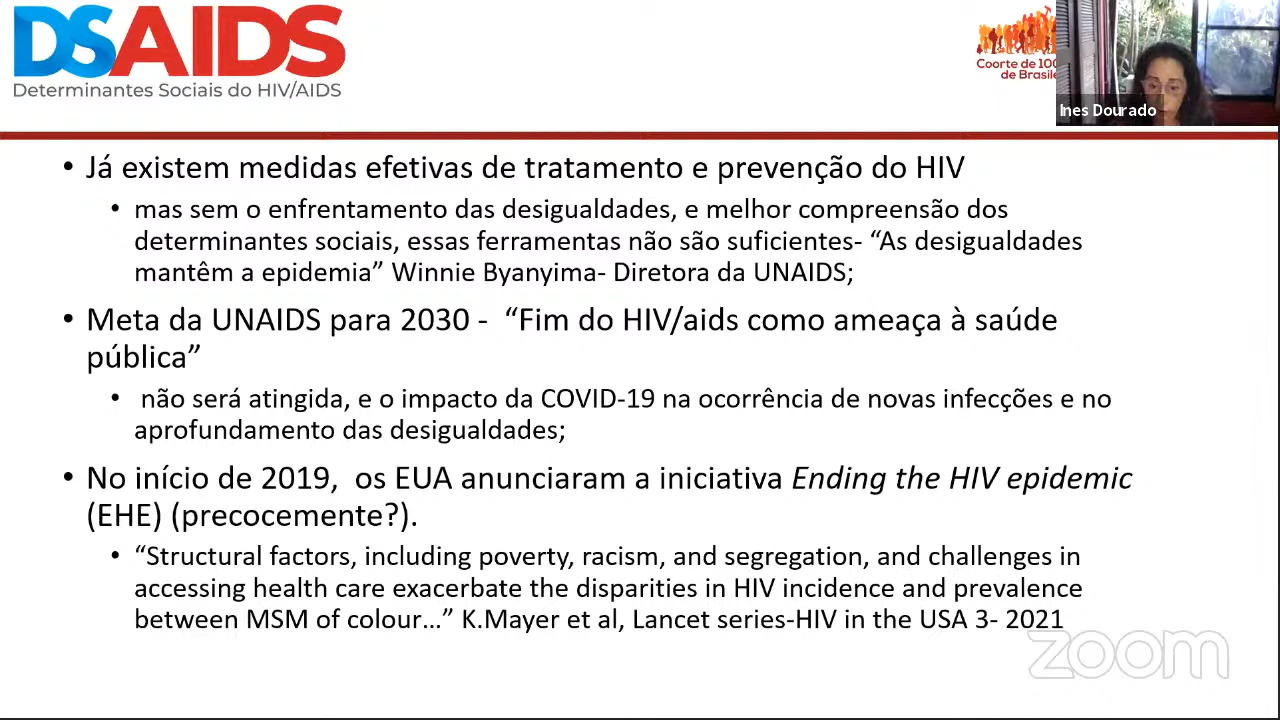 DSAIDS
Determinantes Sociais do HIV/AIDS
Coorte de 100
de Brasile
Ines Dourado
• Já existem medidas efetivas de tratamento e prevenção do HIV
• mas sem o enfrentamento das desigualdades, e melhor compreensão dos
determinantes sociais, essas ferramentas não são suficientes- “As desigualdades
mantêm a epidemia” Winnie Byanyima- Diretora da UNAIDS;
• Meta da UNAIDS para 2030 - “Fim do HIV/aids como ameaça à saúde
pública”
• não será atingida, e o impacto da COVID-19 na ocorrência de novas infecções e no
aprofundamento das desigualdades;
• No início de 2019, os EUA anunciaram a iniciativa Ending the HIV epidemic
(EHE) (precocemente?).
• “Structural factors, including poverty, racism, and segregation, and challenges in
accessing health care exacerbate the disparities in HIV incidence and prevalence
between MSM of colour…” K.Mayer et al, Lancet series-HIV in the USA 3- 2021
zoom